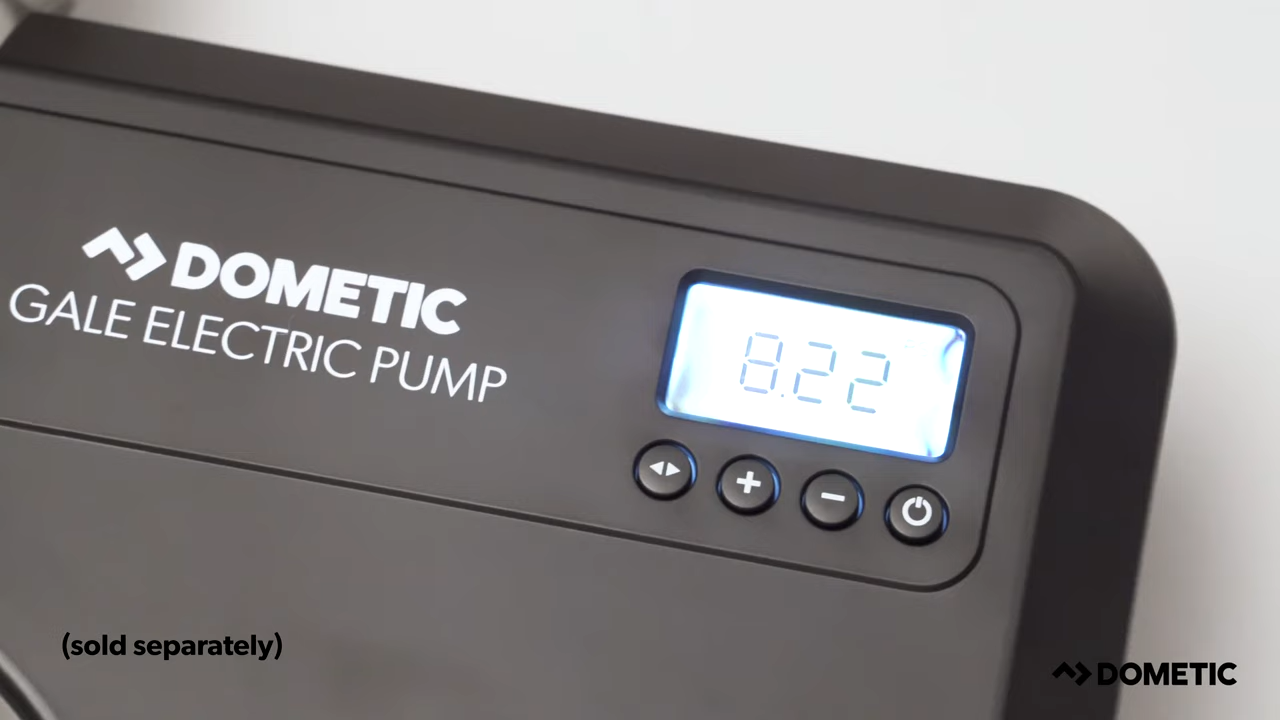 DOMETIC
GALE ELECTRIC PUMP
8.22
(sold separately)
DOMETIC